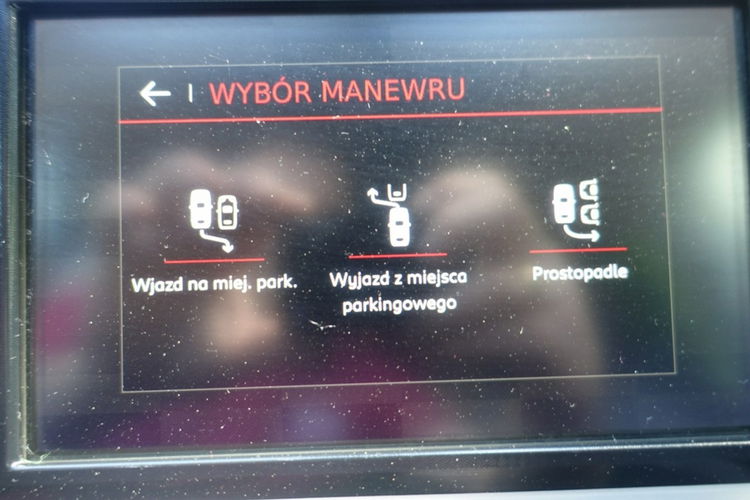 WYBÓR MANEWRU
Wjazd na miej. park.
Wyjazd z miejsca
parkingowego
Prostopadle